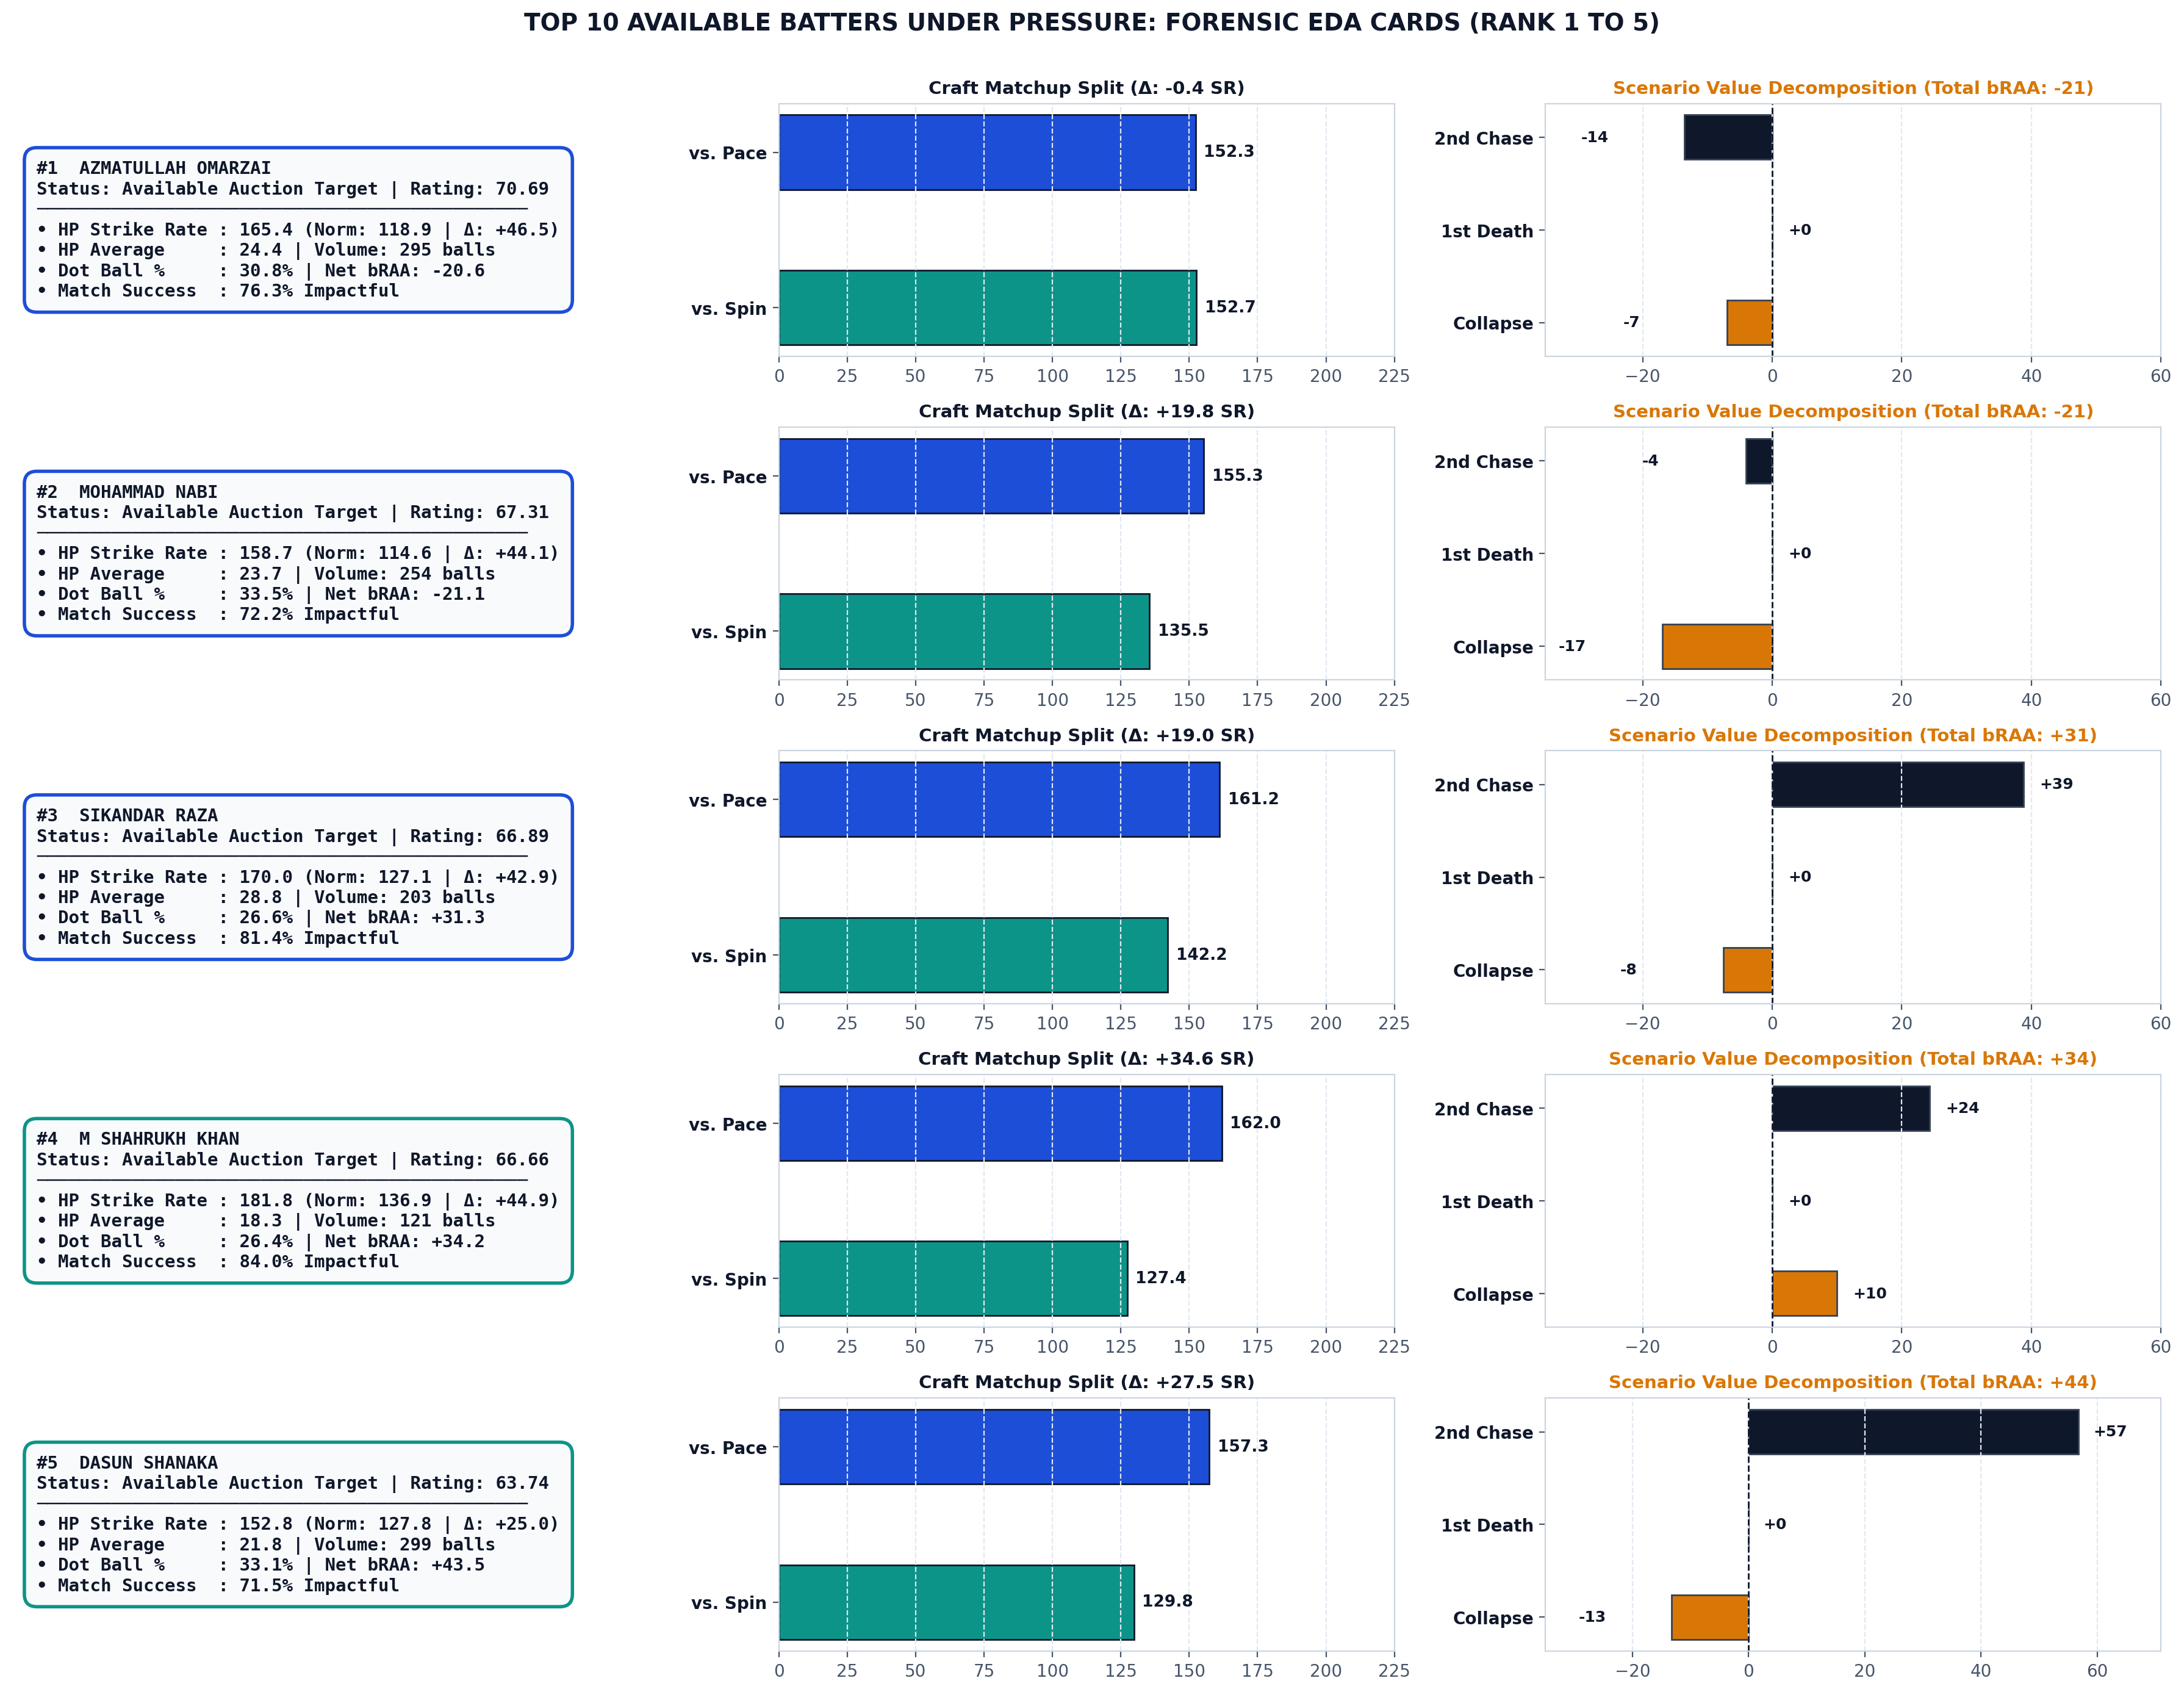 TOP 10 AVAILABLE BATTERS UNDER PRESSURE: FORENSIC EDA CARDS (RANK 1 TO 5)
#1  AZMATULLAH OMARZAI
Status: Available Auction Target | Rating: 70.69
• HP Strike Rate : 165.4 (Norm: 118.9 | Δ: +46.5)
• HP Average     : 24.4 | Volume: 295 balls
• Dot Ball %     : 30.8% | Net bRAA: -20.6
• Match Success  : 76.3% Impactful
Craft Matchup Split (Δ: -0.4 SR)
vs. Pace
152.3
vs. Spin
152.7
0 25 50 75 100 125 150 175 200 225
Scenario Value Decomposition (Total bRAA: -21)
2nd Chase
-14
1st Death
+0
Collapse
-7
−20 0 20 40 60
#2  MOHAMMAD NABI
Status: Available Auction Target | Rating: 67.31
• HP Strike Rate : 158.7 (Norm: 114.6 | Δ: +44.1)
• HP Average     : 23.7 | Volume: 254 balls
• Dot Ball %     : 33.5% | Net bRAA: -21.1
• Match Success  : 72.2% Impactful
Craft Matchup Split (Δ: +19.8 SR)
vs. Pace
155.3
vs. Spin
135.5
0 25 50 75 100 125 150 175 200 225
Scenario Value Decomposition (Total bRAA: -21)
2nd Chase
-4
1st Death
+0
Collapse
-17
−20 0 20 40 60
#3  SIKANDAR RAZA
Status: Available Auction Target | Rating: 66.89
• HP Strike Rate : 170.0 (Norm: 127.1 | Δ: +42.9)
• HP Average     : 28.8 | Volume: 203 balls
• Dot Ball %     : 26.6% | Net bRAA: +31.3
• Match Success  : 81.4% Impactful
Craft Matchup Split (Δ: +19.0 SR)
vs. Pace
161.2
vs. Spin
142.2
0 25 50 75 100 125 150 175 200 225
Scenario Value Decomposition (Total bRAA: +31)
2nd Chase
+39
1st Death
+0
Collapse
-8
−20 0 20 40 60
#4  M SHAHRUKH KHAN
Status: Available Auction Target | Rating: 66.66
• HP Strike Rate : 181.8 (Norm: 136.9 | Δ: +44.9)
• HP Average     : 18.3 | Volume: 121 balls
• Dot Ball %     : 26.4% | Net bRAA: +34.2
• Match Success  : 84.0% Impactful
Craft Matchup Split (Δ: +34.6 SR)
vs. Pace
162.0
vs. Spin
127.4
0 25 50 75 100 125 150 175 200 225
Scenario Value Decomposition (Total bRAA: +34)
2nd Chase
+24
1st Death
+0
Collapse
+10
−20 0 20 40 60
#5  DASUN SHANAKA
Status: Available Auction Target | Rating: 63.74
• HP Strike Rate : 152.8 (Norm: 127.8 | Δ: +25.0)
• HP Average     : 21.8 | Volume: 299 balls
• Dot Ball %     : 33.1% | Net bRAA: +43.5
• Match Success  : 71.5% Impactful
Craft Matchup Split (Δ: +27.5 SR)
vs. Pace
157.3
vs. Spin
129.8
0 25 50 75 100 125 150 175 200 225
Scenario Value Decomposition (Total bRAA: +44)
2nd Chase
+57
1st Death
+0
Collapse
-13
−20 0 20 40 60